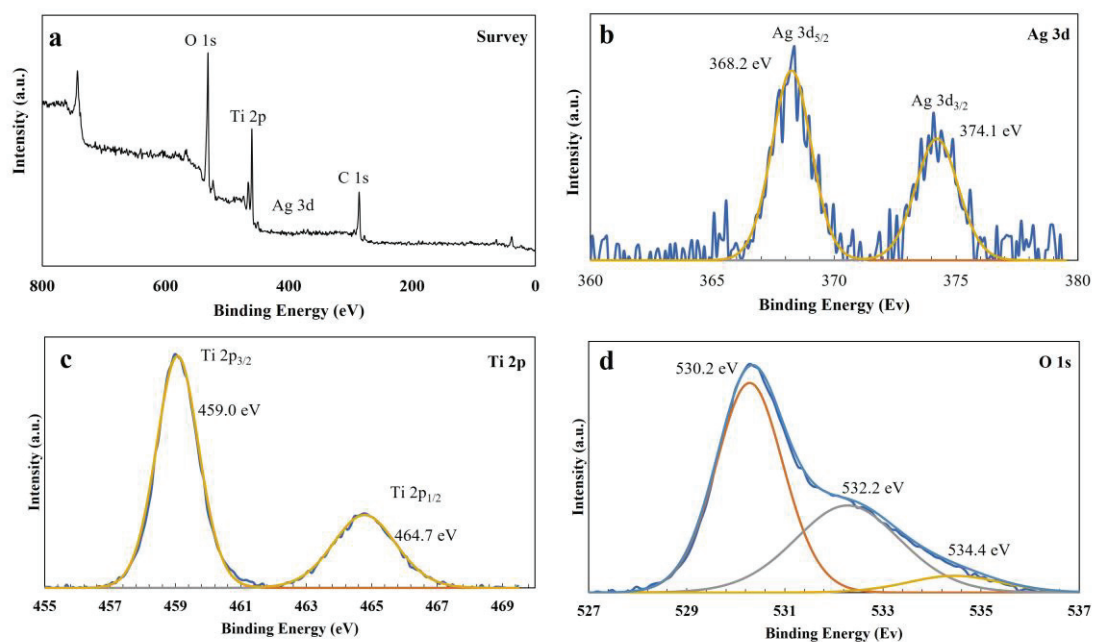 a
Survey
O 1s
Ti 2p
Ag 3d
C 1s
Intensity (a.u.)
800 600 400 200 0
Binding Energy (eV)
b
Ag 3d
Ag 3d5/2
368.2 eV
Ag 3d3/2
374.1 eV
Intensity (a.u.)
360 365 370 375 380
Binding Energy (Ev)
c
Ti 2p
Ti 2p3/2
459.0 eV
Ti 2p1/2
464.7 eV
Intensity (a.u.)
455 457 459 461 463 465 467 469
Binding Energy (eV)
d
O 1s
530.2 eV
532.2 eV
534.4 eV
Intensity (a.u.)
527 529 531 533 535 537
Binding Energy (Ev)